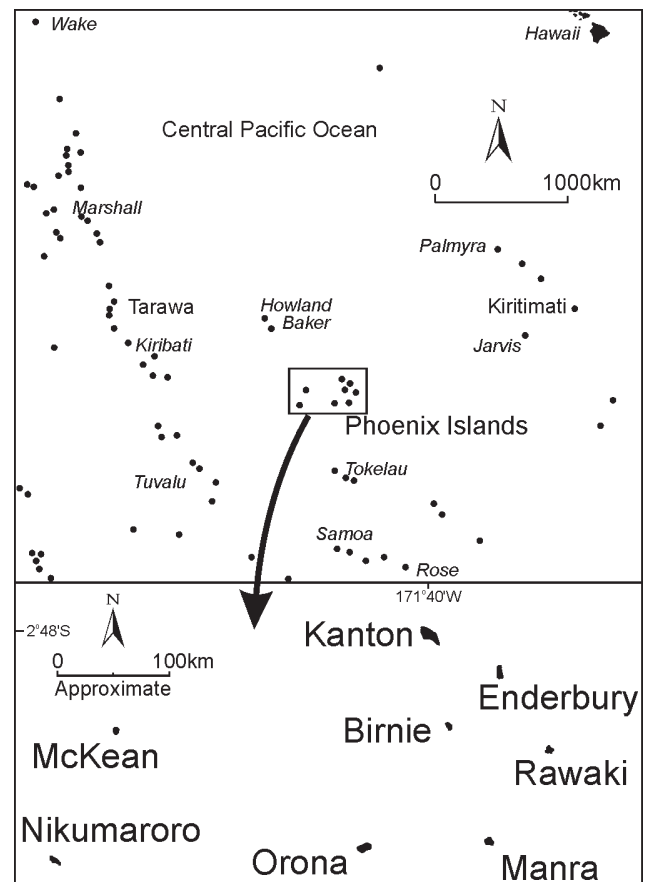 Wake
Hawaii
Central Pacific Ocean
N
0 1000km
Marshall
Palmyra
Tarawa
Howland
Baker
Kiritimati
Kiribati
Jarvis
Phoenix Islands
Tokelau
Tuvalu
Samoa
Rose
171°40'W
2°48'S
N
0 100km
Approximate
Kanton
Enderbury
Birnie
McKean
Rawaki
Nikumaroro
Orona
Manra